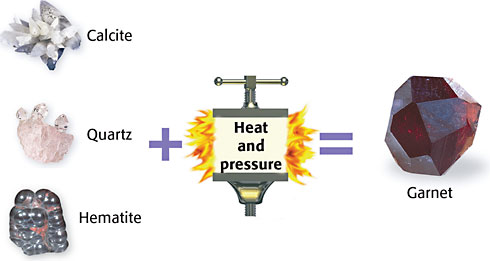 Calcite
Quartz
Hematite
+
Heat
and
pressure
=
Garnet